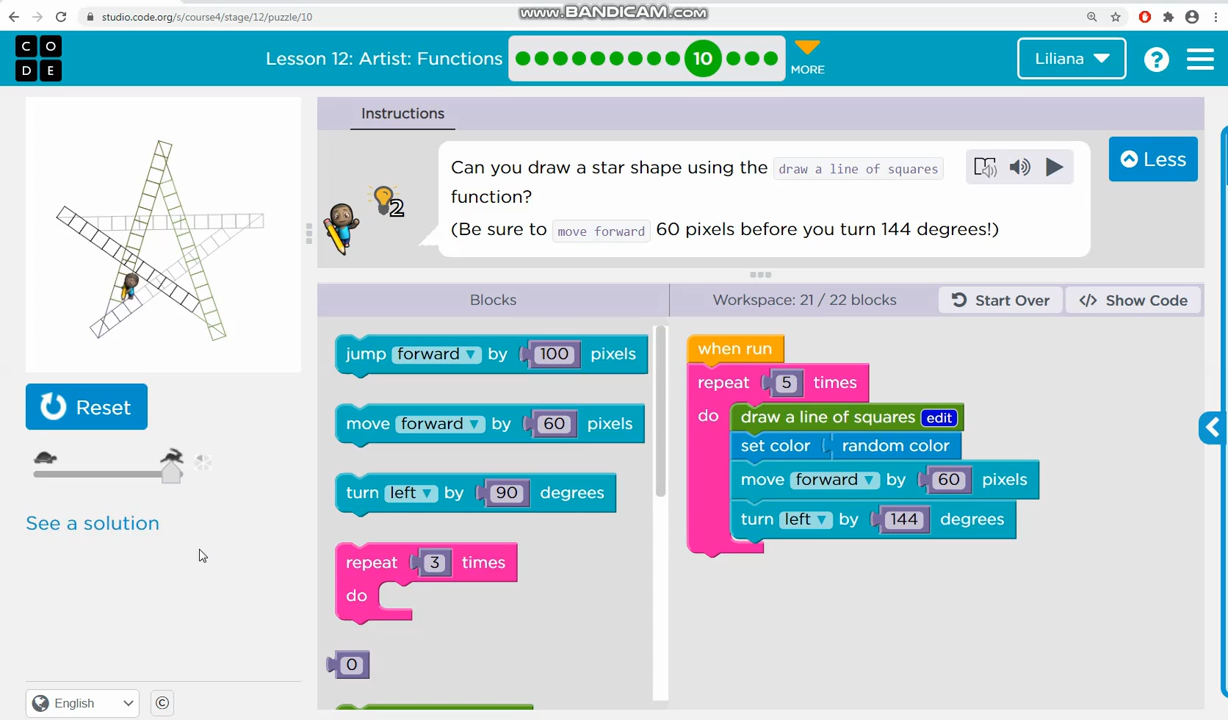 www.BANDICAM.com
studio.code.org/s/course4/stage/12/puzzle/10
C O
D E
Lesson 12: Artist: Functions
10
MORE
Liliana
?
Instructions
Can you draw a star shape using the draw a line of squares
function?
(Be sure to move forward 60 pixels before you turn 144 degrees!)
2
Less
Blocks
Workspace: 21 / 22 blocks
Start Over
</> Show Code
jump forward by 100 pixels
move forward by 60 pixels
turn left by 90 degrees
repeat 3 times
do
0
when run
repeat 5 times
do
draw a line of squares edit
set color random color
move forward by 60 pixels
turn left by 144 degrees
Reset
See a solution
English
©